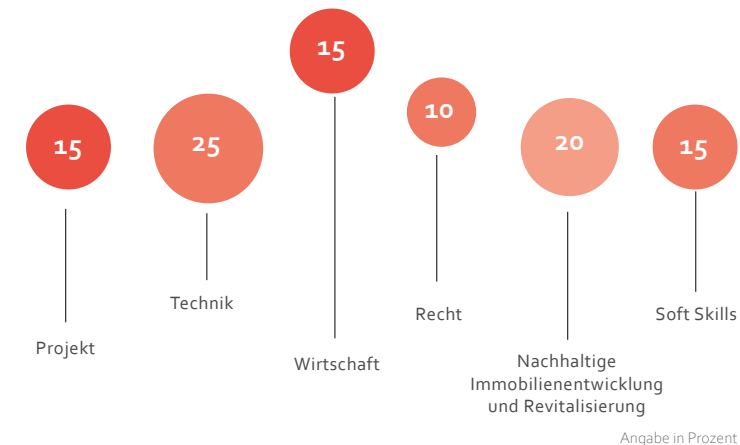 15
25
15
10
20
15
Projekt
Technik
Wirtschaft
Recht
Nachhaltige
Immobilienentwicklung
und Revitalisierung
Soft Skills
Angabe in Prozent